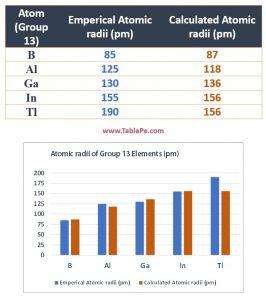 Atom (Group 13) Emperical Atomic radii (pm) Calculated Atomic radii (pm)
B 85 87
Al 125 118
Ga 130 136
In 155 156
Tl 190 156
www.TablaPe.com
Atomic radii of Group 13 Elements (pm)
200
175
150
125
100
75
50
25
0
B Al Ga In Tl
Emperical Atomic radii (pm) Calculated Atomic radii (pm)